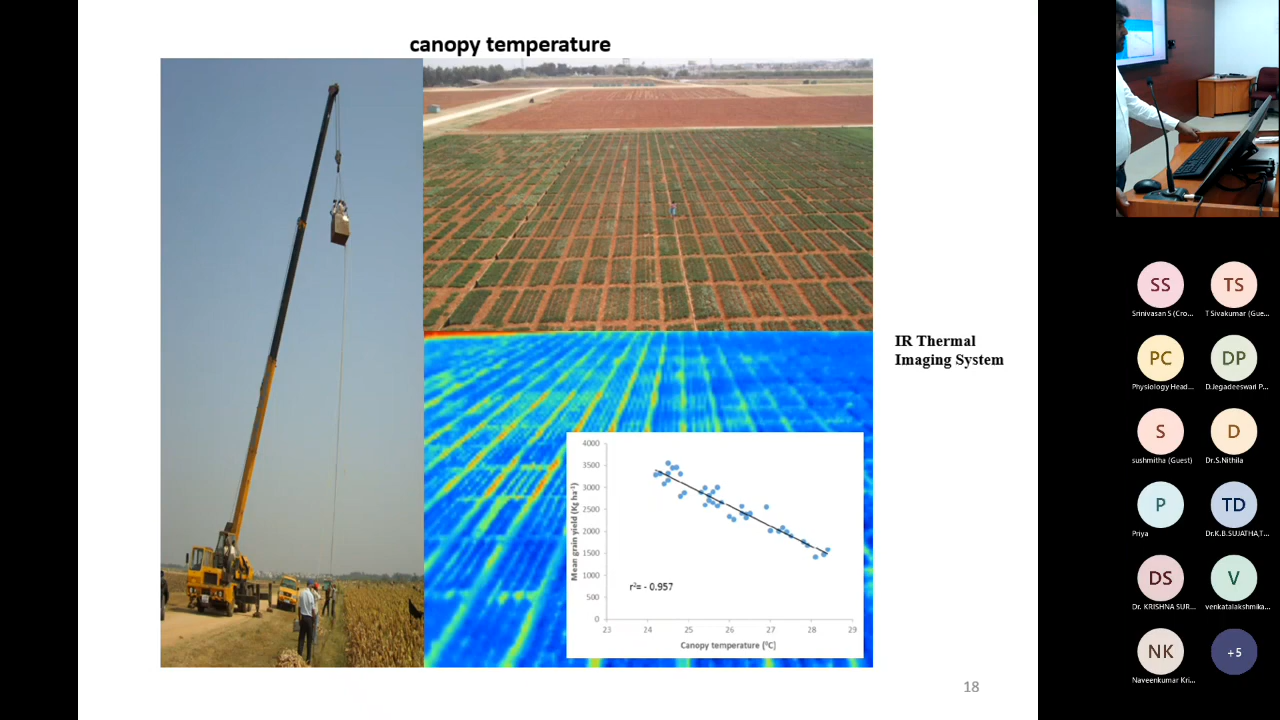 canopy temperature
IR Thermal
Imaging System
4000
3500
3000
2500
2000
1500
1000
500
0
Mean grain yield (Kg ha⁻¹)
r²= - 0.957
23 24 25 26 27 28 29
Canopy temperature (⁰C)
18
SS
Srinivasan S (Cro...
TS
T Sivakumar (Gue...
PC
Physiology Head...
DP
D.Jegadeeswari P...
S
sushmitha (Guest)
D
Dr.S.Nithila
P
Priya
TD
Dr.K.B.SUJATHA,T...
DS
Dr. KRISHNA SUR...
V
venkatalakshmika...
NK
Naveenkumar Kri...
+5